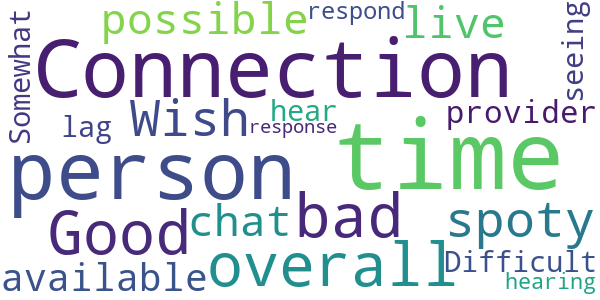 Somewhat
possible
respond
live
seeing
Connection
lag
Wish
hear
response
provider
person
time
Good
chat
bad
spoty
available
overall
Difficult
hearing